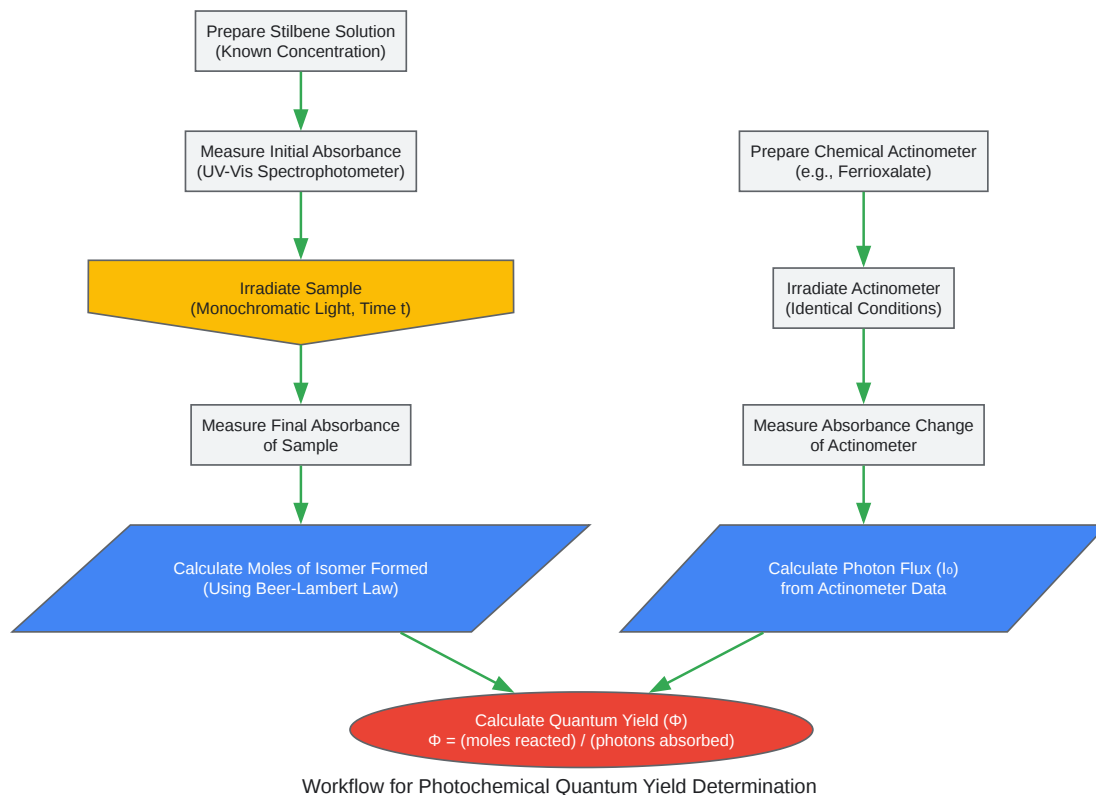 Prepare Stilbene Solution
(Known Concentration)
Measure Initial Absorbance
(UV-Vis Spectrophotometer)
Irradiate Sample
(Monochromatic Light, Time t)
Measure Final Absorbance
of Sample
Calculate Moles of Isomer Formed
(Using Beer-Lambert Law)
Prepare Chemical Actinometer
(e.g., Ferrioxalate)
Irradiate Actinometer
(Identical Conditions)
Measure Absorbance Change
of Actinometer
Calculate Photon Flux (I₀)
from Actinometer Data
Calculate Quantum Yield (Φ)
Φ = (moles reacted) / (photons absorbed)
Workflow for Photochemical Quantum Yield Determination